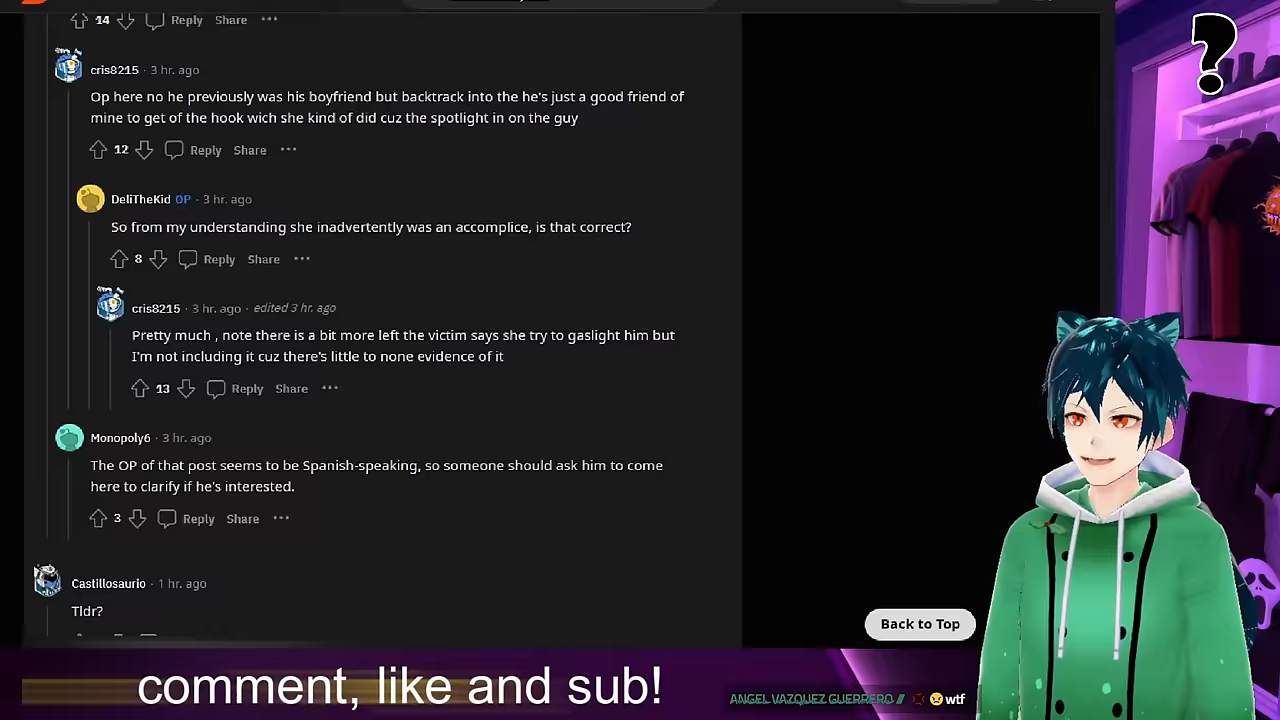 14 Reply Share ···
cris8215 · 3 hr. ago
Op here no he previously was his boyfriend but backtrack into the he's just a good friend of
mine to get of the hook wich she kind of did cuz the spotlight in on the guy
12 Reply Share ···
DeliTheKid OP · 3 hr. ago
So from my understanding she inadvertently was an accomplice, is that correct?
8 Reply Share ···
cris8215 · 3 hr. ago · edited 3 hr. ago
Pretty much , note there is a bit more left the victim says she try to gaslight him but
I'm not including it cuz there's little to none evidence of it
13 Reply Share ···
Monopoly6 · 3 hr. ago
The OP of that post seems to be Spanish-speaking, so someone should ask him to come
here to clarify if he's interested.
3 Reply Share ···
Castillosaurio · 1 hr. ago
Tldr?
Back to Top
comment, like and sub!
ANGEL VAZQUEZ GUERRERO // wtf
?